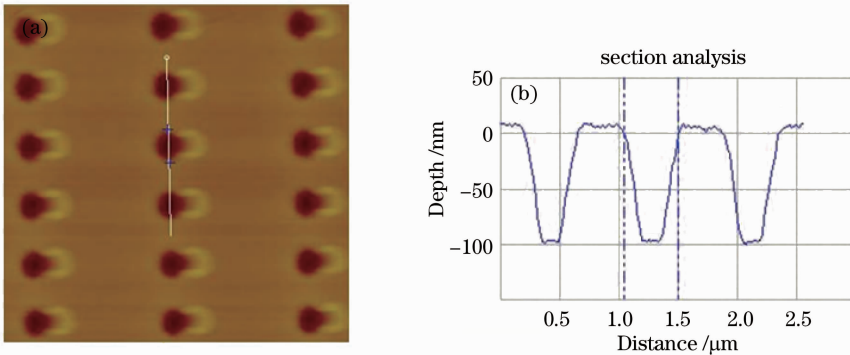 (a)
section analysis
(b)
50
0
−50
−100
Depth /nm
0.5 1.0 1.5 2.0 2.5
Distance /μm